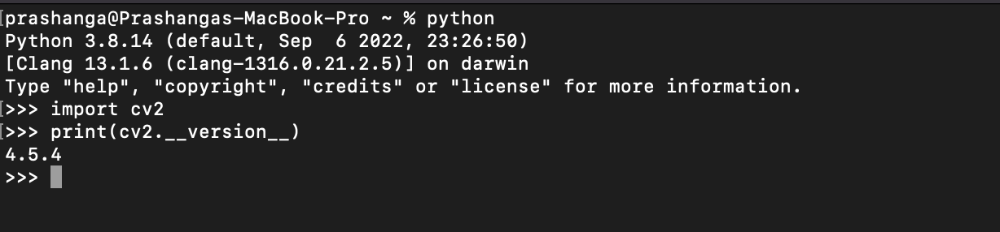 [prashanga@Prashangas-MacBook-Pro ~ % python
Python 3.8.14 (default, Sep  6 2022, 23:26:50)
[Clang 13.1.6 (clang-1316.0.21.2.5)] on darwin
Type "help", "copyright", "credits" or "license" for more information.
[>>> import cv2
[>>> print(cv2.__version__)
4.5.4
>>>